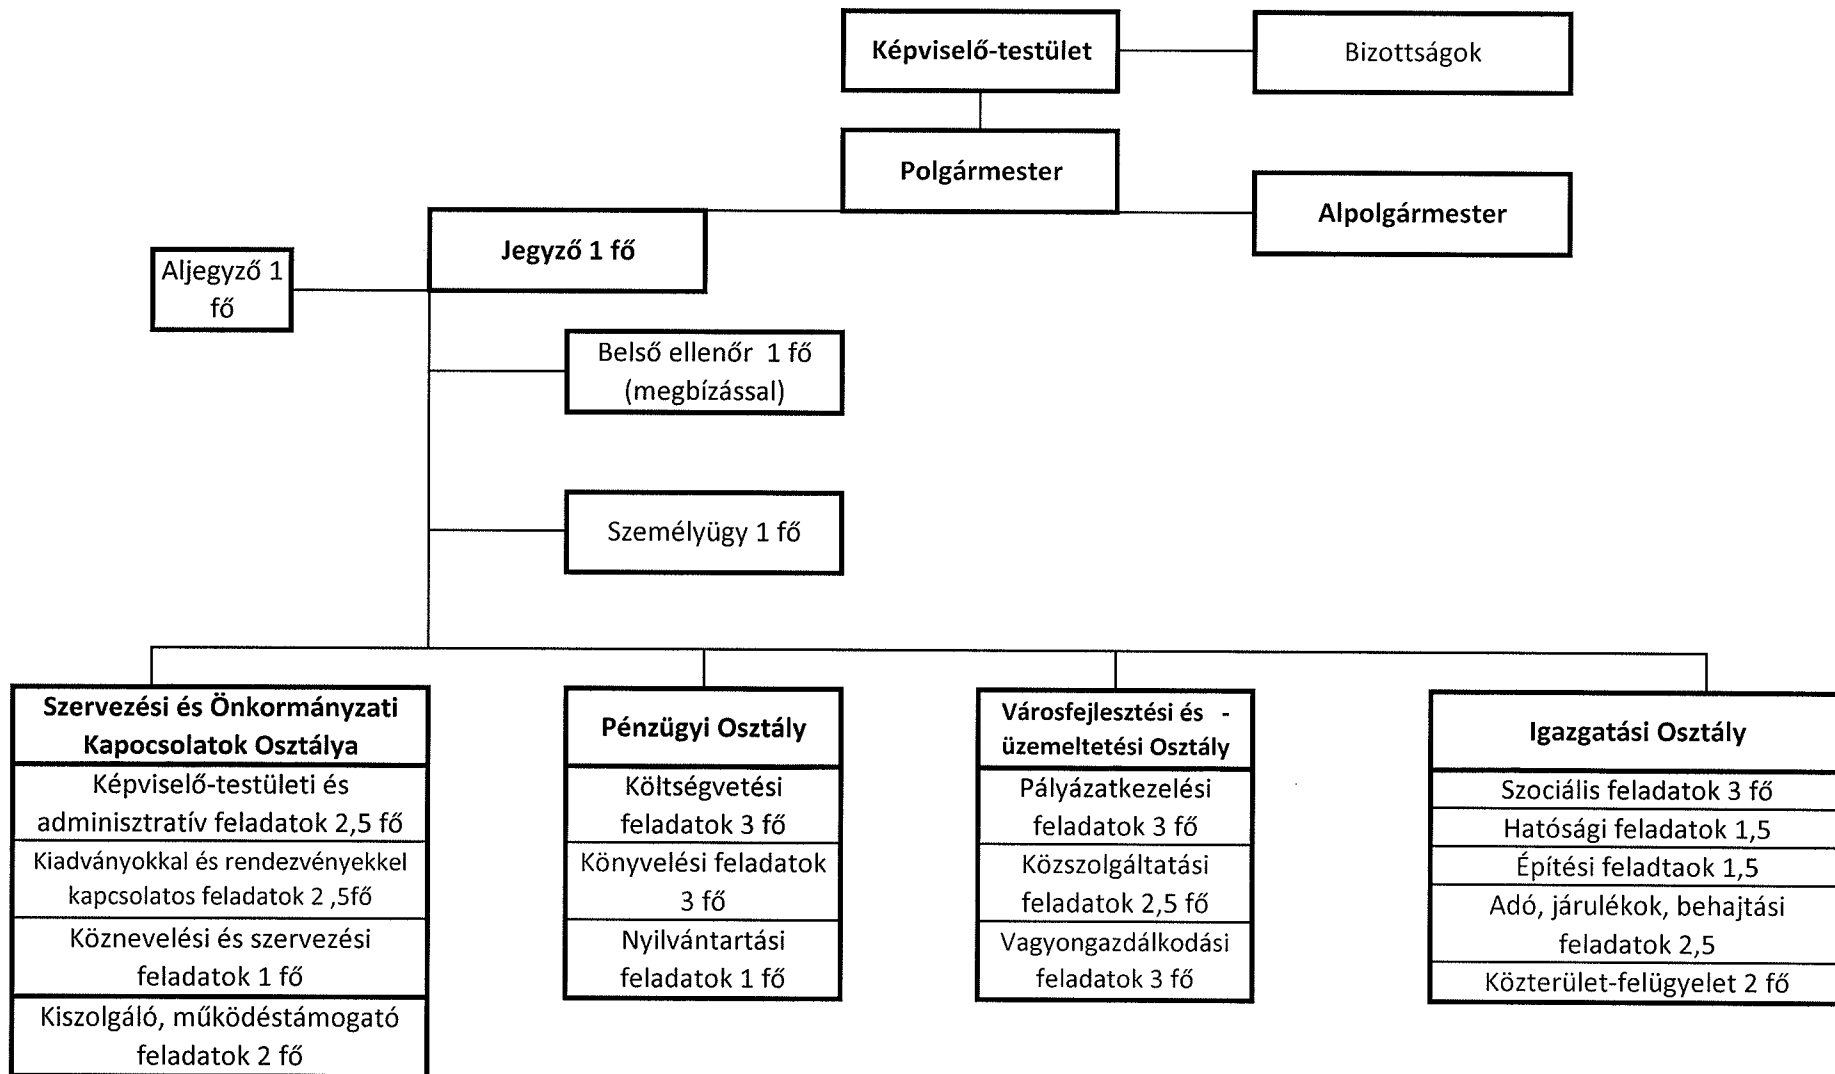 Képviselő-testület
Bizottságok
Polgármester
Alpolgármester
Jegyző 1 fő
Aljegyző 1
fő
Belső ellenőr 1 fő
(megbízással)
Személyügy 1 fő
Szervezési és Önkormányzati
Kapocsolatok Osztálya
Képviselő-testületi és
adminisztratív feladatok 2,5 fő
Kiadványokkal és rendezvényekkel
kapcsolatos feladatok 2 ,5fő
Köznevelési és szervezési
feladatok 1 fő
Kiszolgáló, működéstámogató
feladatok 2 fő
Pénzügyi Osztály
Költségvetési
feladatok 3 fő
Könyvelési feladatok
3 fő
Nyilvántartási
feladatok 1 fő
Városfejlesztési és -
üzemeltetési Osztály
Pályázatkezelési
feladatok 3 fő
Közszolgáltatási
feladatok 2,5 fő
Vagyongazdálkodási
feladatok 3 fő
Igazgatási Osztály
Szociális feladatok 3 fő
Hatósági feladatok 1,5
Építési feladtaok 1,5
Adó, járulékok, behajtási
feladatok 2,5
Közterület-felügyelet 2 fő